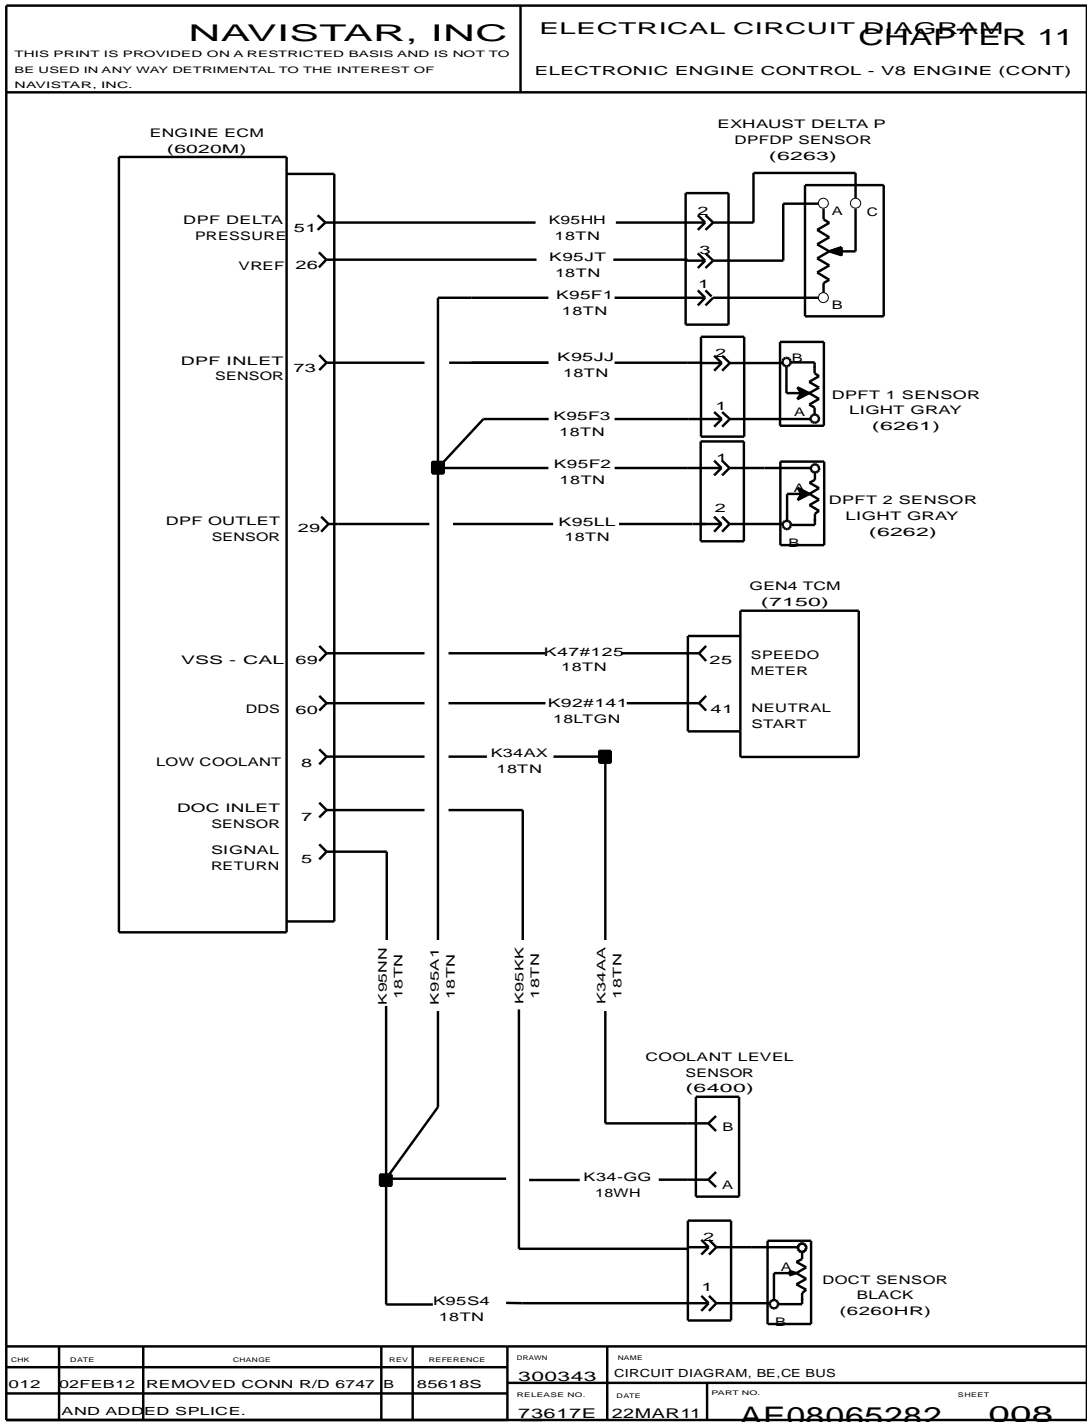 NAVISTAR, INC
THIS PRINT IS PROVIDED ON A RESTRICTED BASIS AND IS NOT TO
BE USED IN ANY WAY DETRIMENTAL TO THE INTEREST OF
NAVISTAR, INC.
ELECTRICAL CIRCUIT DIAGRAM
CHAPTER 11
ELECTRONIC ENGINE CONTROL - V8 ENGINE (CONT)
ENGINE ECM
(6020M)
EXHAUST DELTA P
DPFDP SENSOR
(6263)
DPF DELTA
PRESSURE
51
K95HH
18TN
2
A
C
VREF
26
K95JT
18TN
3
K95F1
18TN
1
B
DPF INLET
SENSOR
73
K95JJ
18TN
2
B
K95F3
18TN
1
A
DPFT 1 SENSOR
LIGHT GRAY
(6261)
K95F2
18TN
1
A
DPF OUTLET
SENSOR
29
K95LL
18TN
2
B
DPFT 2 SENSOR
LIGHT GRAY
(6262)
GEN4 TCM
(7150)
VSS - CAL
69
K47#125
18TN
25
SPEEDO
METER
DDS
60
K92#141
18LTGN
41
NEUTRAL
START
LOW COOLANT
8
K34AX
18TN
DOC INLET
SENSOR
7
SIGNAL
RETURN
5
K95NN
18TN
K95A1
18TN
K95KK
18TN
K34AA
18TN
COOLANT LEVEL
SENSOR
(6400)
B
K34-GG
18WH
A
2
A
K95S4
18TN
1
B
DOCT SENSOR
BLACK
(6260HR)
CHK DATE CHANGE REV REFERENCE
012 02FEB12 REMOVED CONN R/D 6747 B 85618S
AND ADDED SPLICE.
DRAWN
300343
NAME
CIRCUIT DIAGRAM, BE,CE BUS
RELEASE NO.
73617E
DATE
22MAR11
PART NO.
AE08065282
SHEET
008